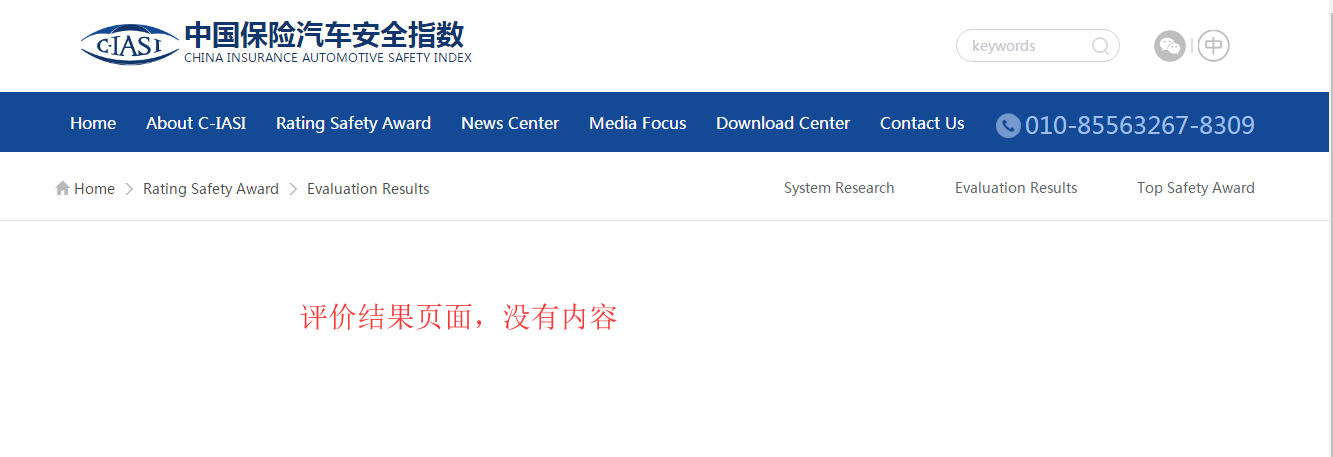 C-IASI
中国保险汽车安全指数
CHINA INSURANCE AUTOMOTIVE SAFETY INDEX
keywords
中
Home About C-IASI Rating Safety Award News Center Media Focus Download Center Contact Us 010-85563267-8309
Home > Rating Safety Award > Evaluation Results
System Research Evaluation Results Top Safety Award
评价结果页面，没有内容